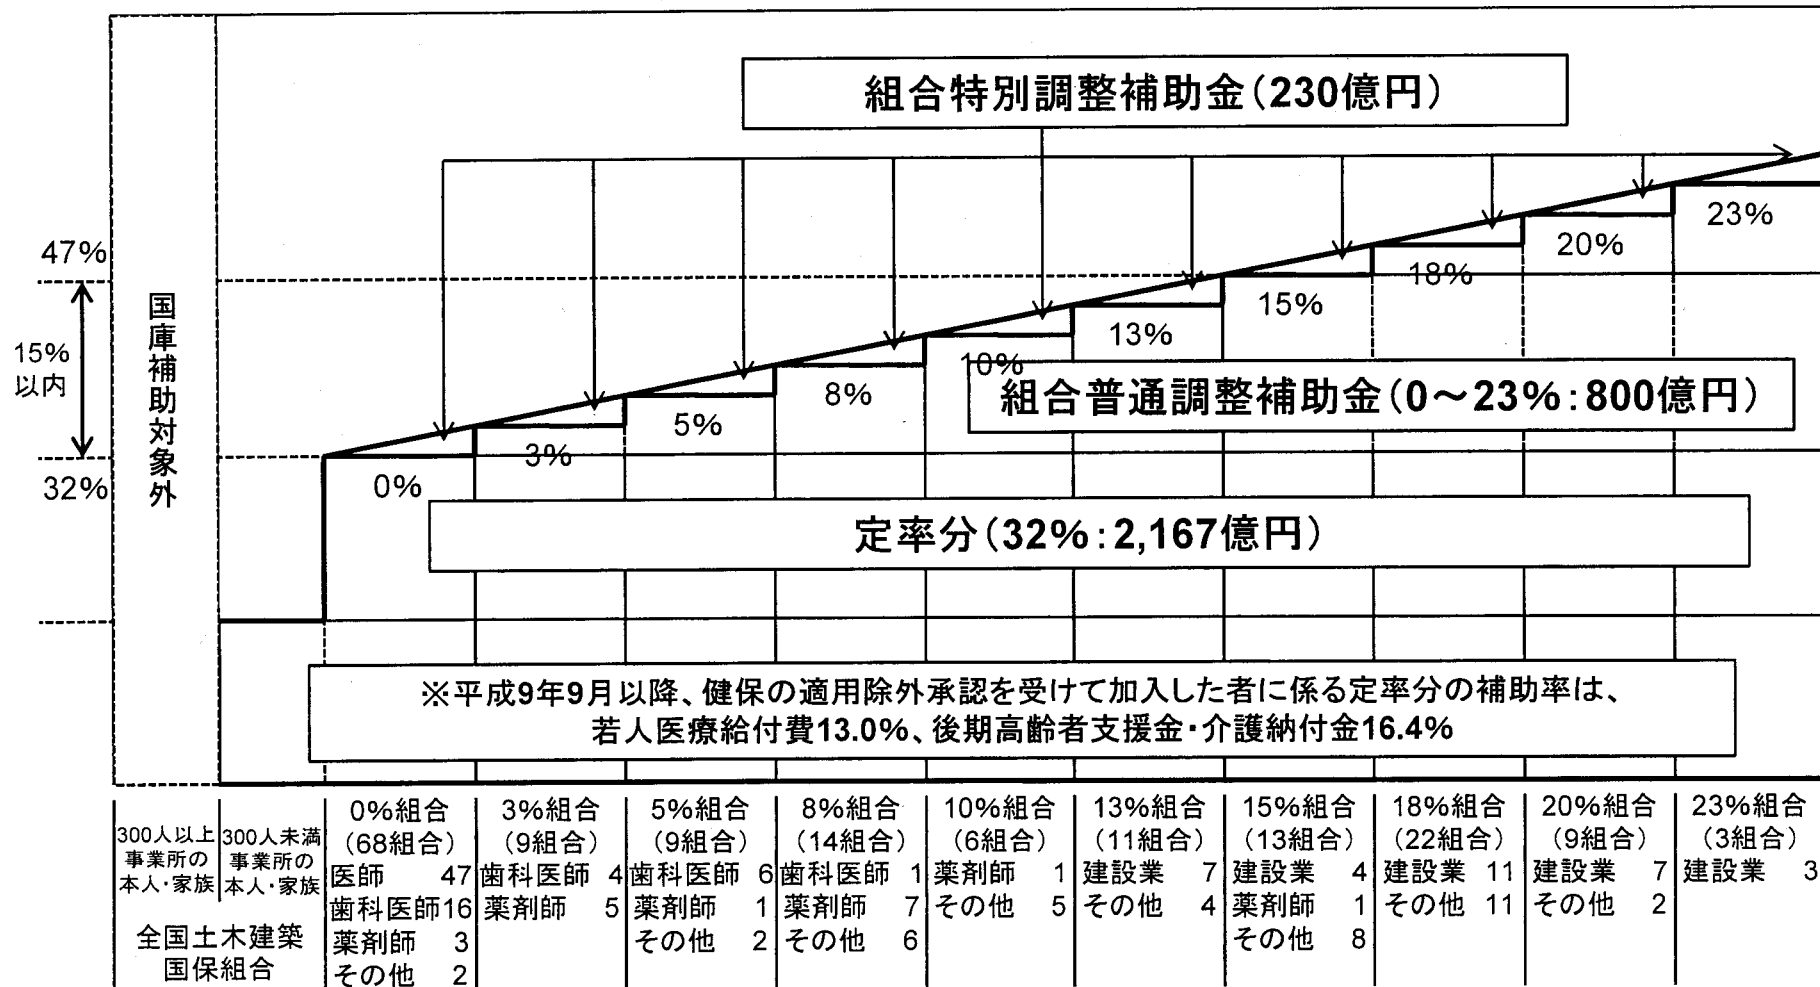 組合特別調整補助金(230億円)
47%
15%
以内
32%
国庫補助対象外
0%
3%
5%
8%
10%
13%
15%
18%
20%
23%
組合普通調整補助金(0～23%:800億円)
定率分(32%:2,167億円)
※平成9年9月以降、健保の適用除外承認を受けて加入した者に係る定率分の補助率は、
若人医療給付費13.0%、後期高齢者支援金・介護納付金16.4%
300人以上
事業所の
本人・家族
300人未満
事業所の
本人・家族
全国土木建築
国保組合
0%組合
(68組合)
医師 47
歯科医師16
薬剤師 3
その他 2
3%組合
(9組合)
歯科医師 4
薬剤師 5
5%組合
(9組合)
歯科医師 6
薬剤師 1
その他 2
8%組合
(14組合)
歯科医師 1
薬剤師 7
その他 6
10%組合
(6組合)
薬剤師 1
その他 5
13%組合
(11組合)
建設業 7
その他 4
15%組合
(13組合)
建設業 4
薬剤師 1
その他 8
18%組合
(22組合)
建設業 11
その他 11
20%組合
(9組合)
建設業 7
その他 2
23%組合
(3組合)
建設業 3